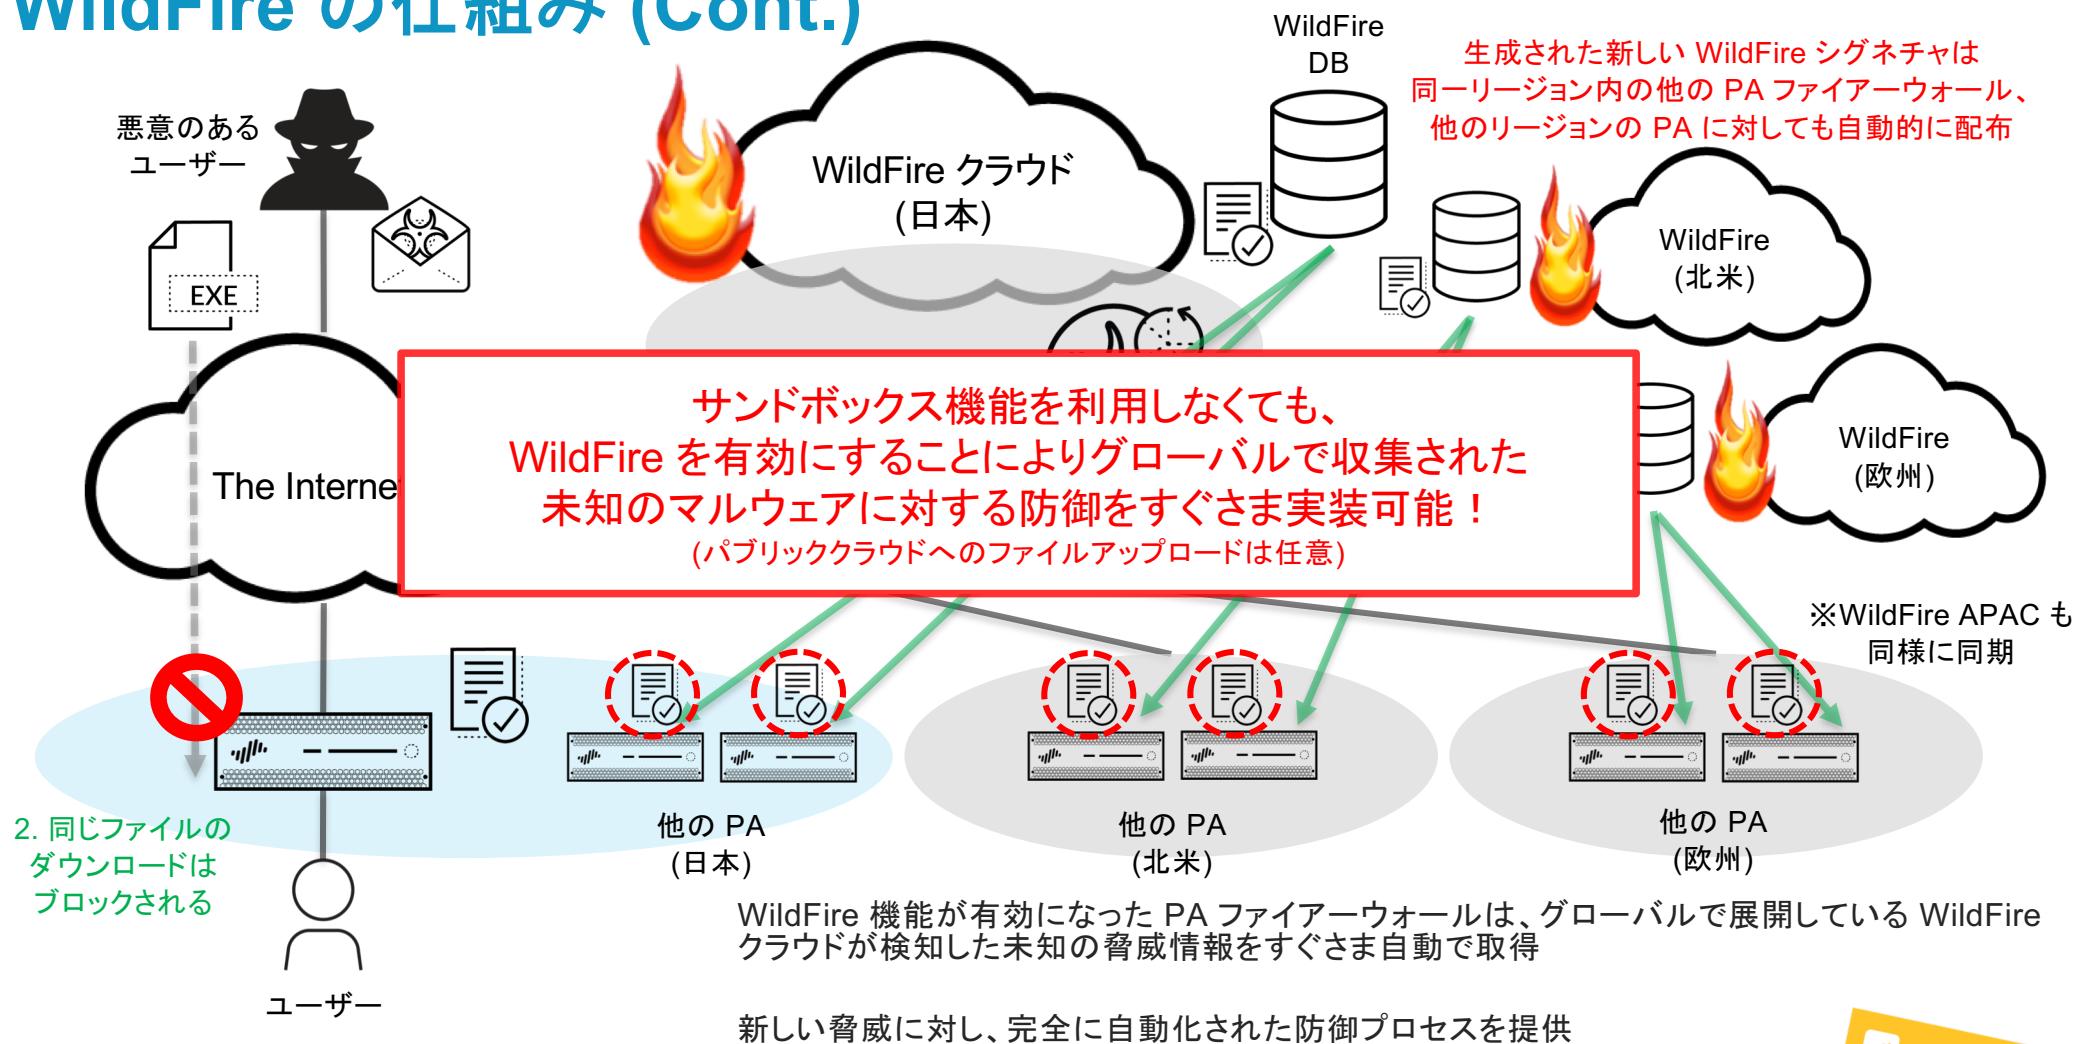 WildFire の仕組み (Cont.)
WildFire
DB
生成された新しい WildFire シグネチャは
同一リージョン内の他の PA ファイアーウォール、
他のリージョンの PA に対しても自動的に配布
悪意のある
ユーザー
WildFire クラウド
(日本)
WildFire
(北米)
EXE
サンドボックス機能を利用しなくても、
WildFire を有効にすることによりグローバルで収集された
未知のマルウェアに対する防御をすぐさま実装可能！
(パブリッククラウドへのファイルアップロードは任意)
WildFire
(欧州)
The Interne
※WildFire APAC も
同様に同期
2. 同じファイルの
ダウンロードは
ブロックされる
他の PA
(日本)
他の PA
(北米)
他の PA
(欧州)
ユーザー
WildFire 機能が有効になった PA ファイアーウォールは、グローバルで展開している WildFire
クラウドが検知した未知の脅威情報をすぐさま自動で取得
新しい脅威に対し、完全に自動化された防御プロセスを提供